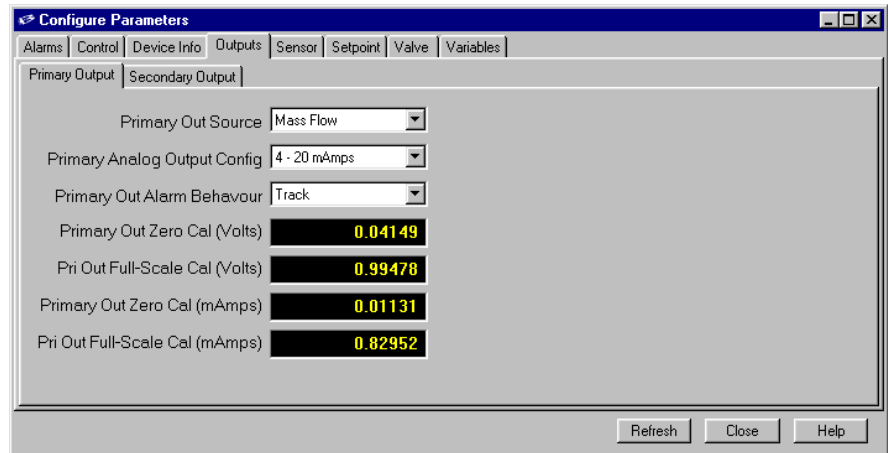 Configure Parameters
Alarms Control Device Info Outputs Sensor Setpoint Valve Variables
Primary Output Secondary Output
Primary Out Source Mass Flow
Primary Analog Output Config 4 - 20 mAmps
Primary Out Alarm Behavour Track
Primary Out Zero Cal (Volts) 0.04149
Pri Out Full-Scale Cal (Volts) 0.99478
Primary Out Zero Cal (mAmps) 0.01131
Pri Out Full-Scale Cal (mAmps) 0.82952
Refresh Close Help